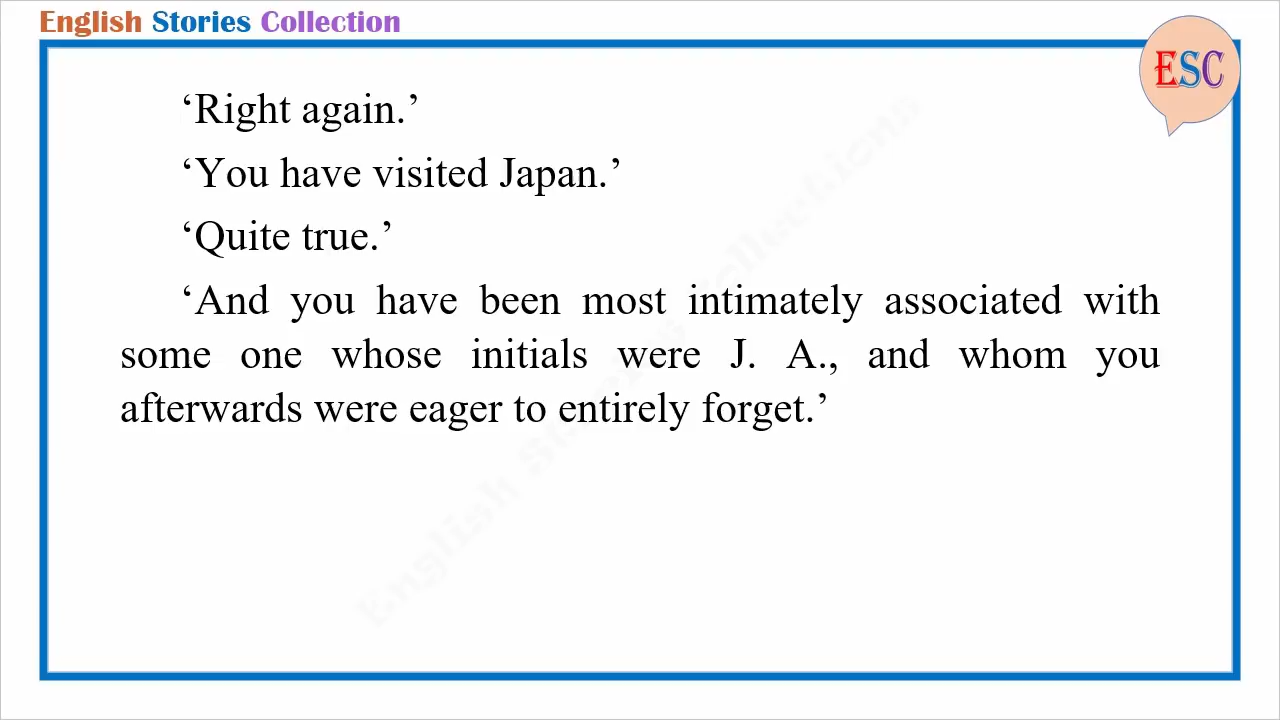 English Stories Collection
ESC
‘Right again.’
‘You have visited Japan.’
‘Quite true.’
‘And you have been most intimately associated with
some one whose initials were J. A., and whom you
afterwards were eager to entirely forget.’